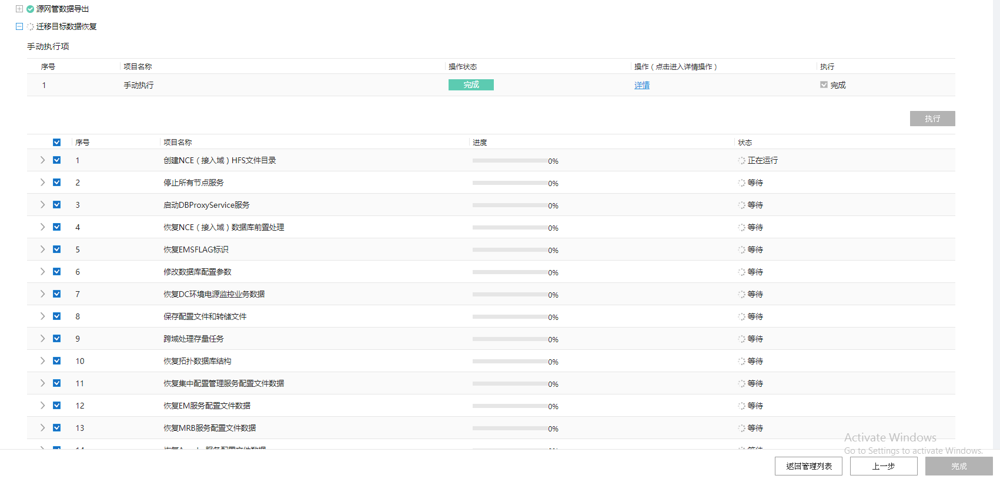 源网管数据导出
迁移目标数据恢复
手动执行项
序号 项目名称 操作状态 操作（点击进入详情操作） 执行
1 手动执行 完成 详情 完成
执行
序号 项目名称 进度 状态
1 创建NCE（接入域）HFS文件目录 0% 正在运行
2 停止所有节点服务 0% 等待
3 启动DBProxyService服务 0% 等待
4 恢复NCE（接入域）数据库前置处理 0% 等待
5 恢复EMSFLAG标识 0% 等待
6 修改数据库配置参数 0% 等待
7 恢复DC环境电源监控业务数据 0% 等待
8 保存配置文件和转储文件 0% 等待
9 跨域处理存量任务 0% 等待
10 恢复拓扑数据库结构 0% 等待
11 恢复集中配置管理服务配置文件数据 0% 等待
12 恢复EM服务配置文件数据 0% 等待
13 恢复MRB服务配置文件数据 0% 等待
Activate Windows
Go to Settings to activate Windows.
返回管理列表 上一步 完成